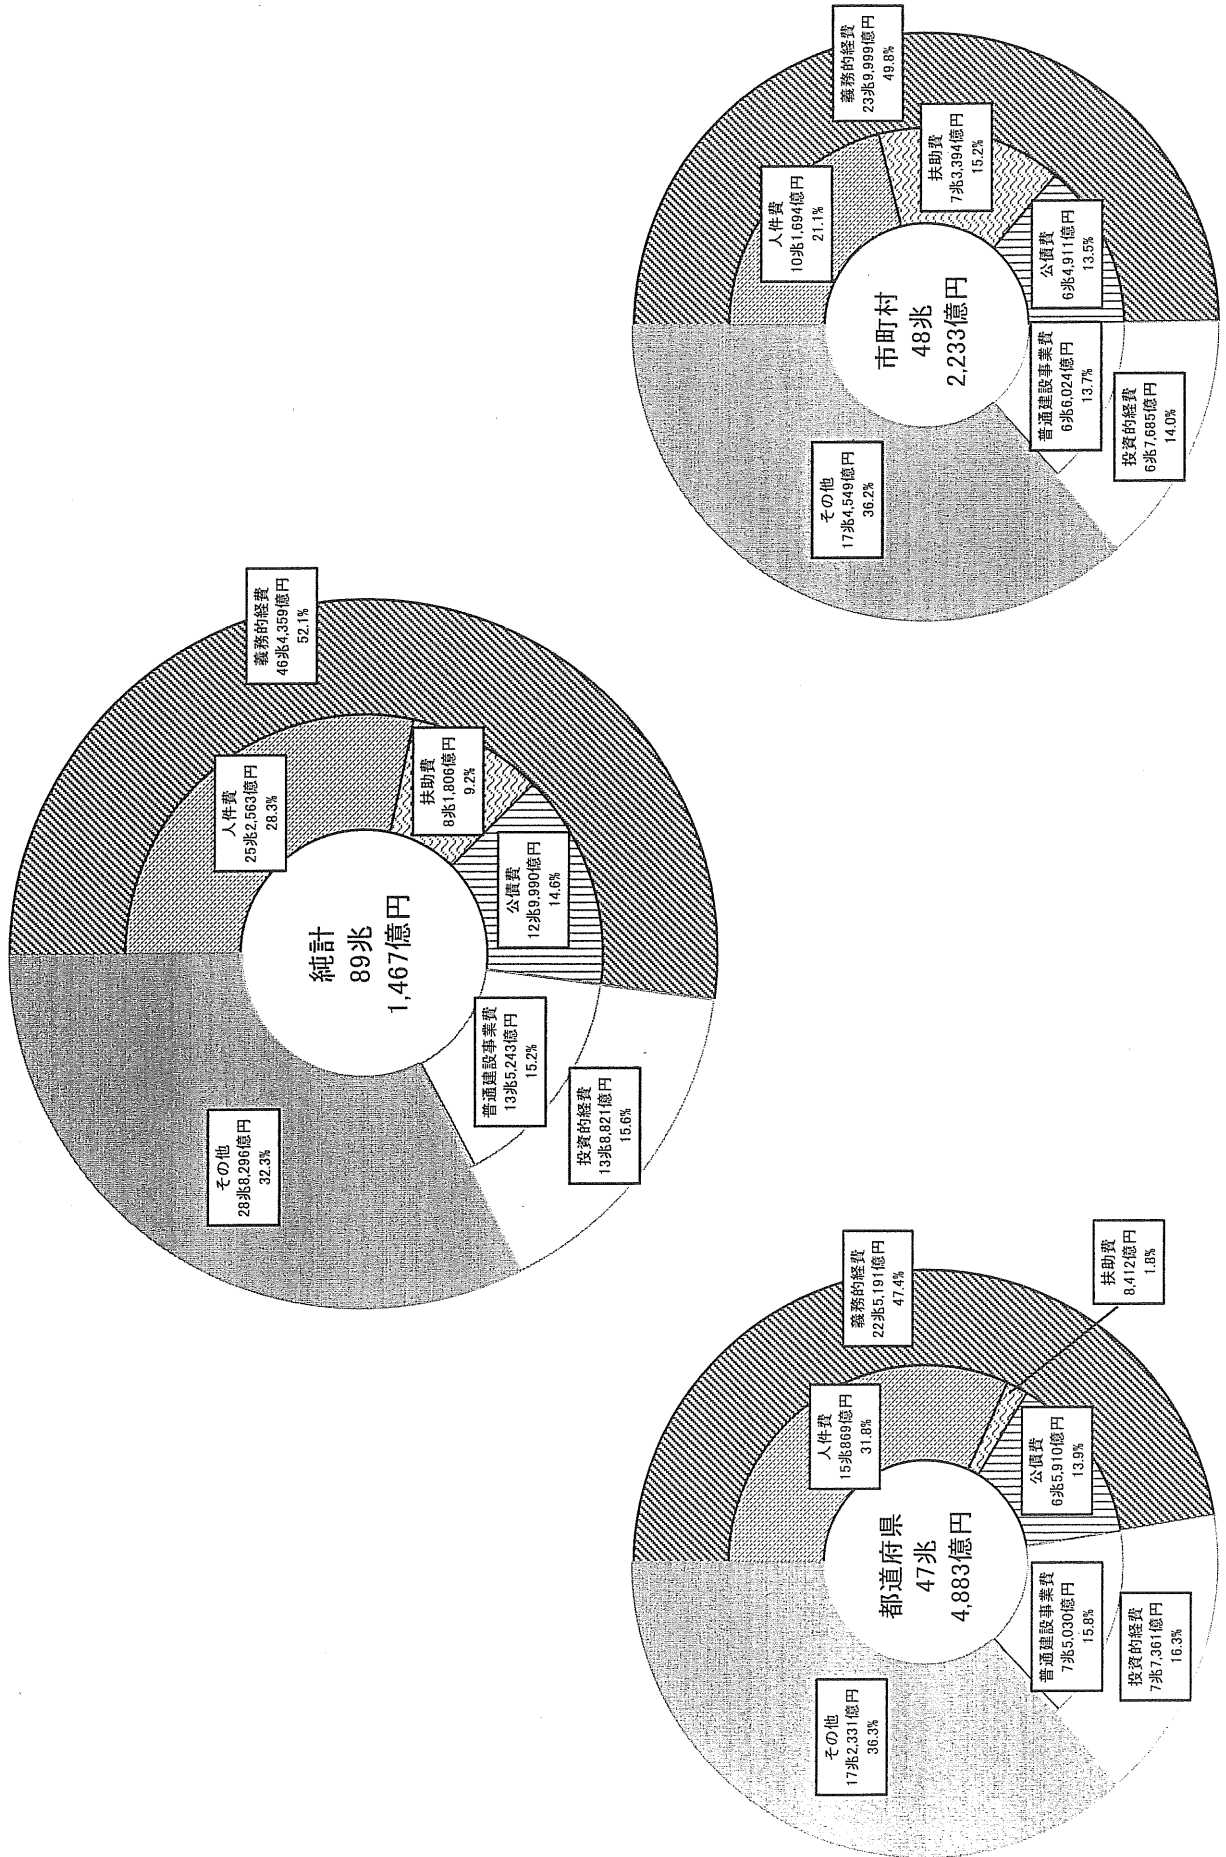 純計
89兆
1,467億円
義務的経費
46兆4,359億円
52.1%
人件費
25兆2,563億円
28.3%
扶助費
8兆1,806億円
9.2%
公債費
12兆9,990億円
14.6%
普通建設事業費
13兆5,243億円
15.2%
投資的経費
13兆8,821億円
15.6%
その他
28兆8,296億円
32.3%
都道府県
47兆
4,883億円
義務的経費
22兆5,191億円
47.4%
人件費
15兆869億円
31.8%
扶助費
8,412億円
1.8%
公債費
6兆5,910億円
13.9%
普通建設事業費
7兆5,030億円
15.8%
投資的経費
7兆7,361億円
16.3%
その他
17兆2,331億円
36.3%
市町村
48兆
2,233億円
義務的経費
23兆9,999億円
49.8%
人件費
10兆1,694億円
21.1%
扶助費
7兆3,394億円
15.2%
公債費
6兆4,911億円
13.5%
普通建設事業費
6兆6,024億円
13.7%
投資的経費
6兆7,685億円
14.0%
その他
17兆4,549億円
36.2%